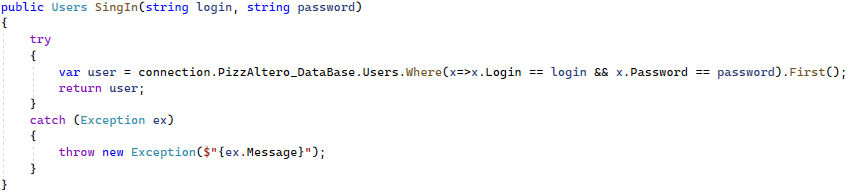 public Users SingIn(string login, string password)
{
    try
    {
        var user = connection.PizzAltero_DataBase.Users.Where(x=>x.Login == login && x.Password == password).First();
        return user;
    }
    catch (Exception ex)
    {
        throw new Exception($"{ex.Message}");
    }
}